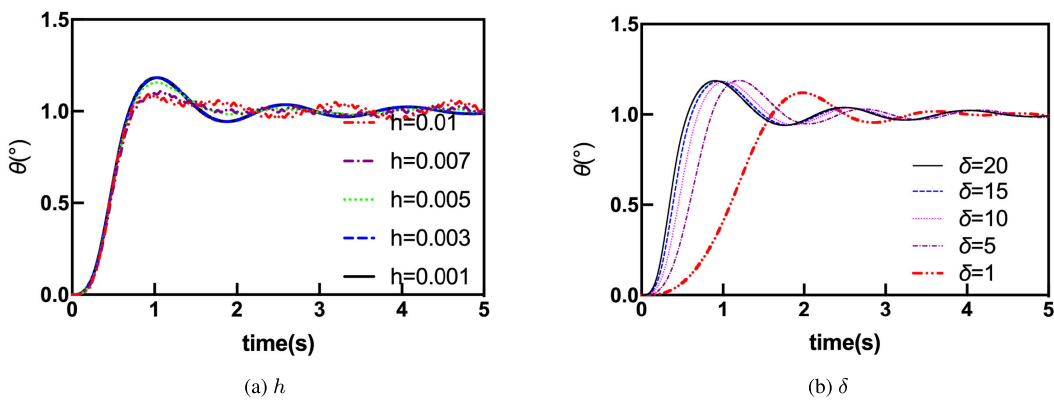 1.5
1.0
0.5
0.0
θ(°)
h=0.01
h=0.007
h=0.005
h=0.003
h=0.001
0 1 2 3 4 5
time(s)
(a) h
1.5
1.0
0.5
0.0
θ(°)
δ=20
δ=15
δ=10
δ=5
δ=1
0 1 2 3 4 5
time(s)
(b) δ